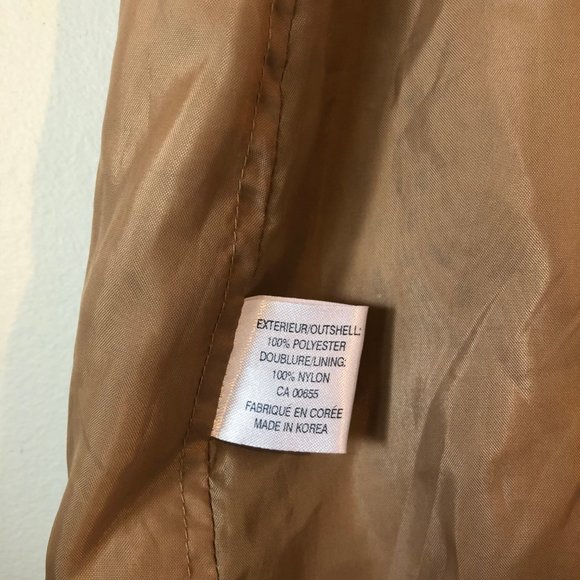 EXTERIEUR/OUTSHELL:
100% POLYESTER
DOUBLURE/LINING:
100% NYLON
CA 00655
FABRIQUÉ EN CORÉE
MADE IN KOREA